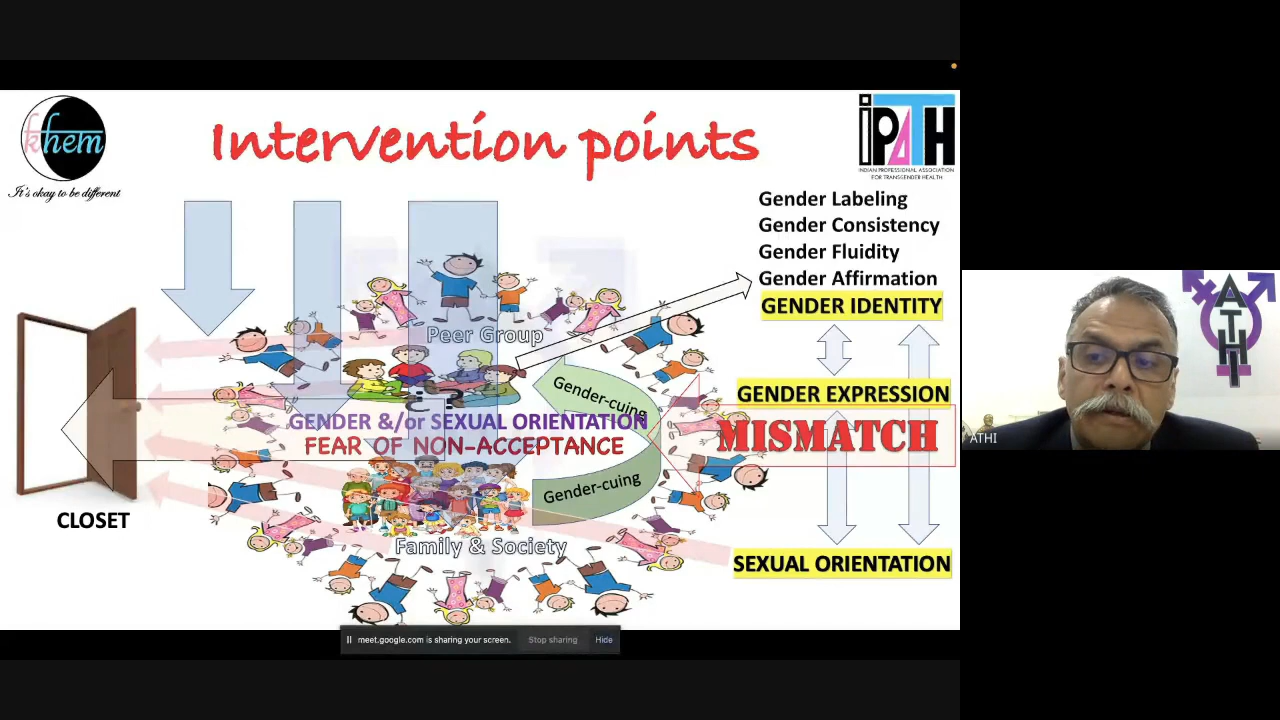 khem
It's okay to be different
Intervention points
iPATH
INDIAN PROFESSIONAL ASSOCIATION
FOR TRANSGENDER HEALTH
Gender Labeling
Gender Consistency
Gender Fluidity
Gender Affirmation
GENDER IDENTITY
Peer Group
Gender-cuing
GENDER EXPRESSION
? ?
GENDER &/or SEXUAL ORIENTATION
FEAR OF NON-ACCEPTANCE
MISMATCH
Gender-cuing
CLOSET
Family & Society
SEXUAL ORIENTATION
meet.google.com is sharing your screen.
Stop sharing
Hide
ATHI
ATHI